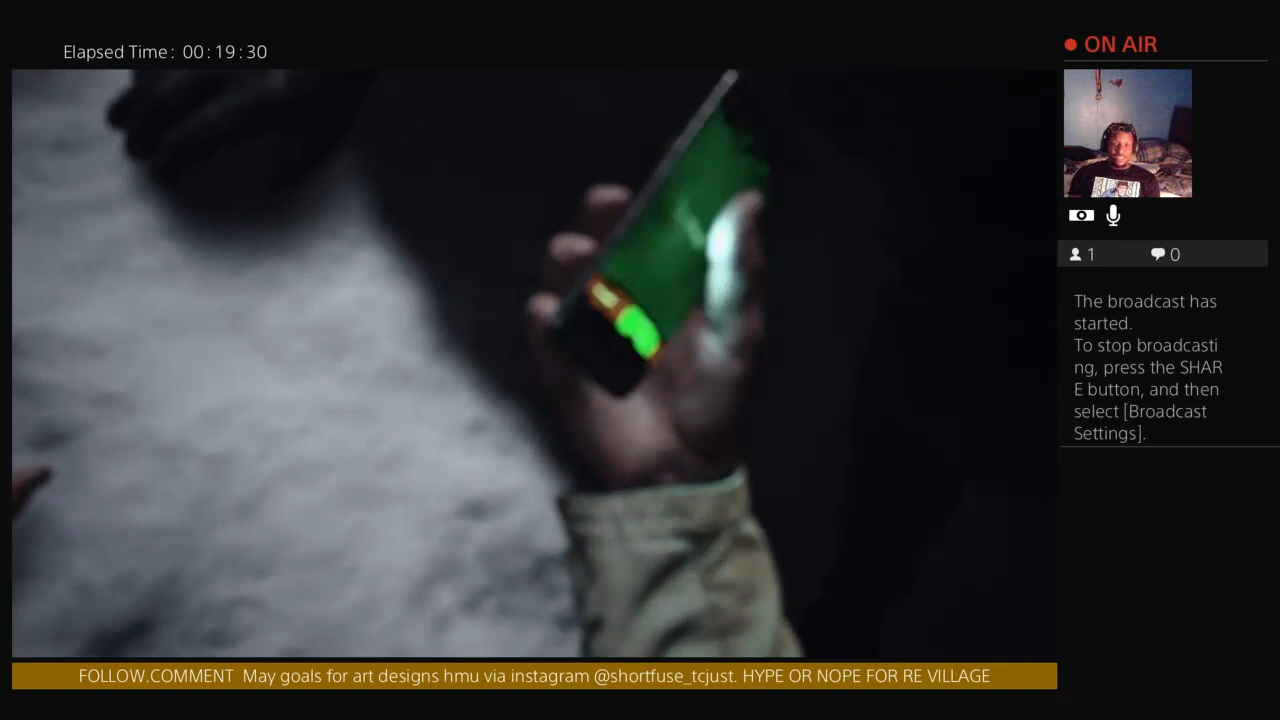 Elapsed Time: 00:19:30
ON AIR
1 0
The broadcast has
started.
To stop broadcasti
ng, press the SHAR
E button, and then
select [Broadcast
Settings].
FOLLOW.COMMENT May goals for art designs hmu via instagram @shortfuse_tcjust. HYPE OR NOPE FOR RE VILLAGE